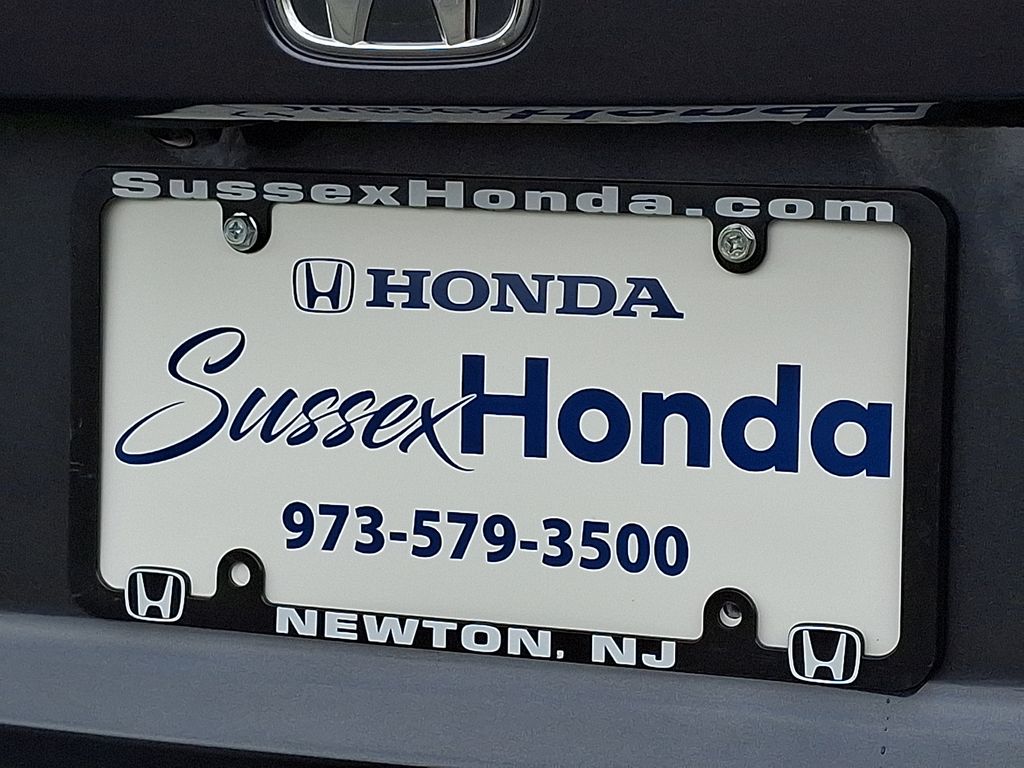 SussexHonda.com
HONDA
SussexHonda
973-579-3500
NEWTON, NJ